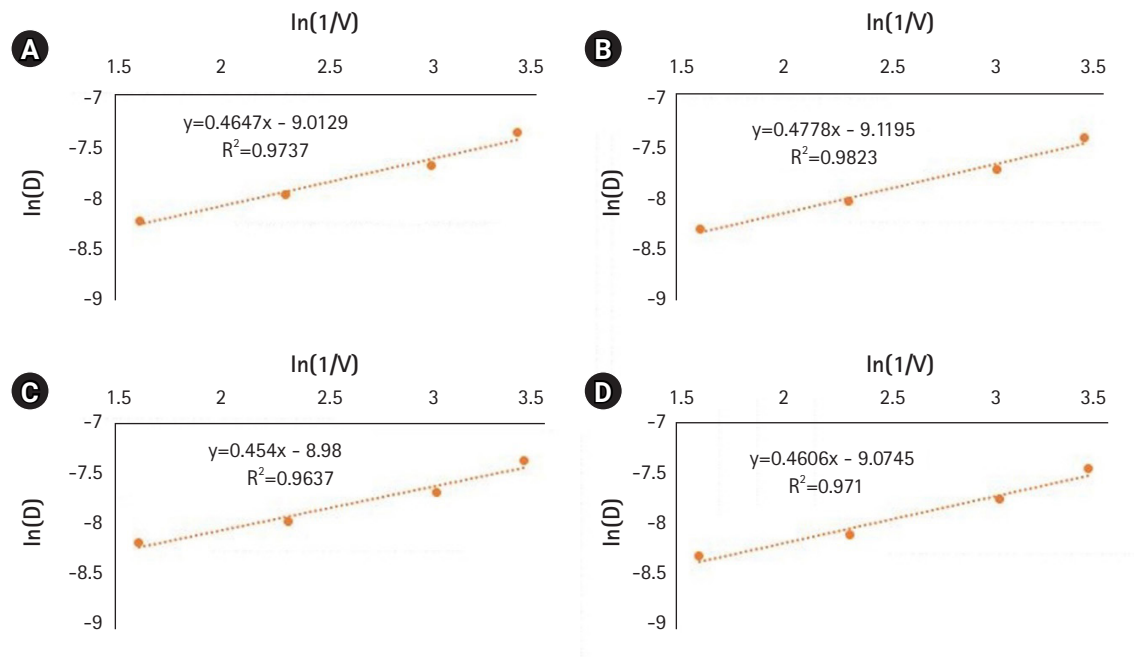 A
ln(1/V)
1.5 2 2.5 3 3.5
ln(D)
–7
–7.5
–8
–8.5
–9
y=0.4647x – 9.0129
R²=0.9737
B
ln(1/V)
1.5 2 2.5 3 3.5
ln(D)
–7
–7.5
–8
–8.5
–9
y=0.4778x – 9.1195
R²=0.9823
C
ln(1/V)
1.5 2 2.5 3 3.5
ln(D)
–7
–7.5
–8
–8.5
–9
y=0.454x – 8.98
R²=0.9637
D
ln(1/V)
1.5 2 2.5 3 3.5
ln(D)
–7
–7.5
–8
–8.5
–9
y=0.4606x – 9.0745
R²=0.971